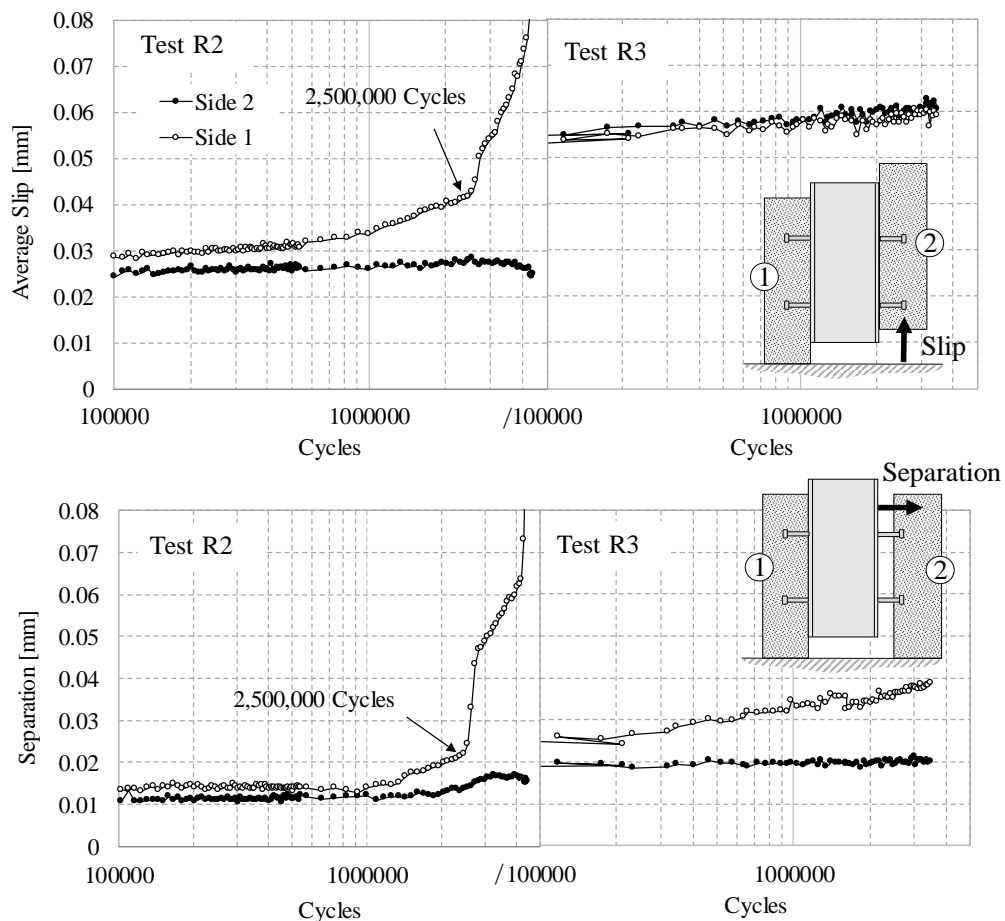 0.08
Test R2
Test R3
0.07
2,500,000 Cycles
Side 2
0.06
Side 1
0.05
Average Slip [mm]
0.04
0.03
1
2
0.02
0.01
Slip
0
100000
1000000
/100000
1000000
Cycles
Cycles
Separation
0.08
Test R2
Test R3
0.07
1
2
0.06
0.05
Separation [mm]
0.04
2,500,000 Cycles
0.03
0.02
0.01
0
100000
1000000
/100000
1000000
Cycles
Cycles